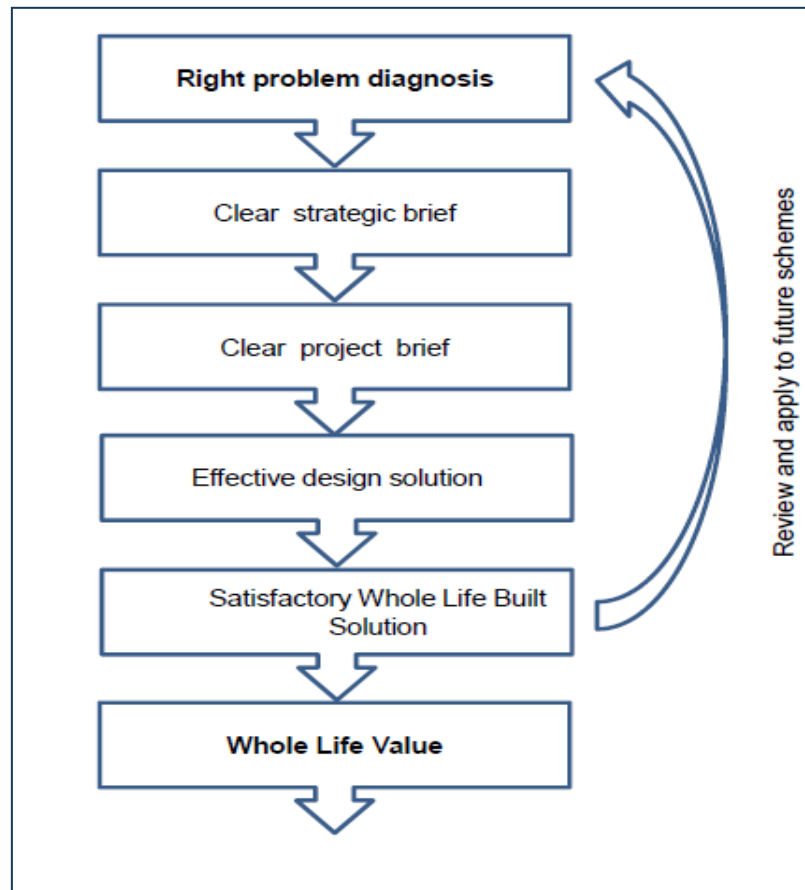 Right problem diagnosis
Clear strategic brief
Clear project brief
Effective design solution
Satisfactory Whole Life Built
Solution
Whole Life Value
Review and apply to future schemes